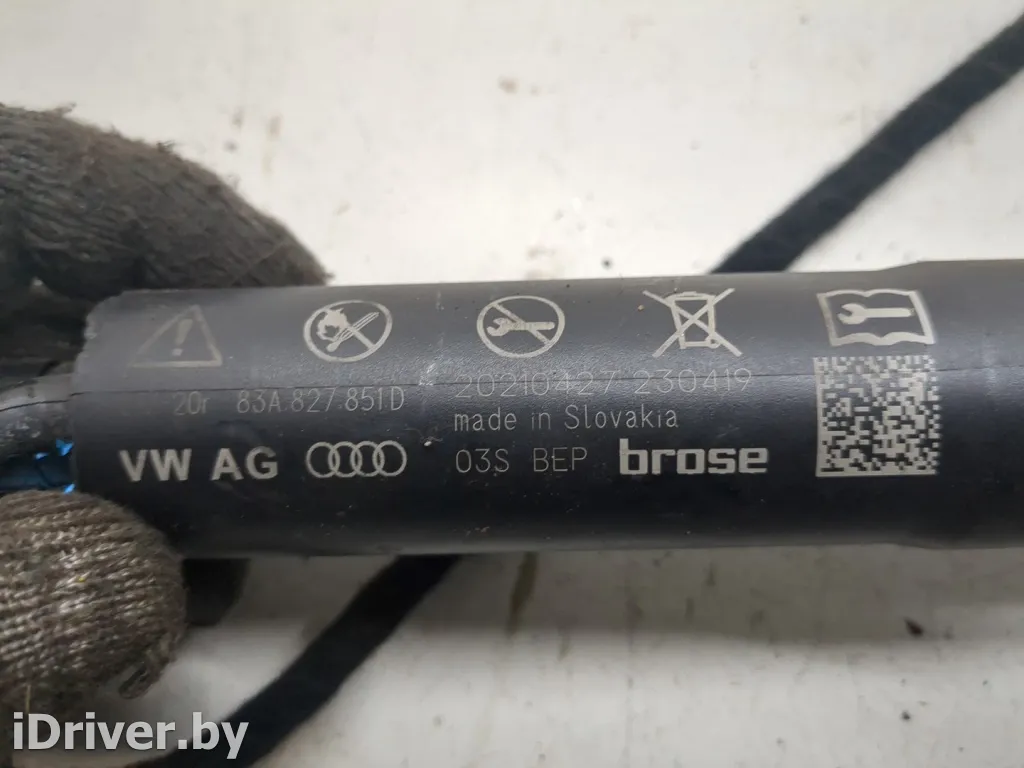 20210427 230419
20r 83A.827.851D
made in Slovakia
VW AG
03S BEP brose
iDriver.by